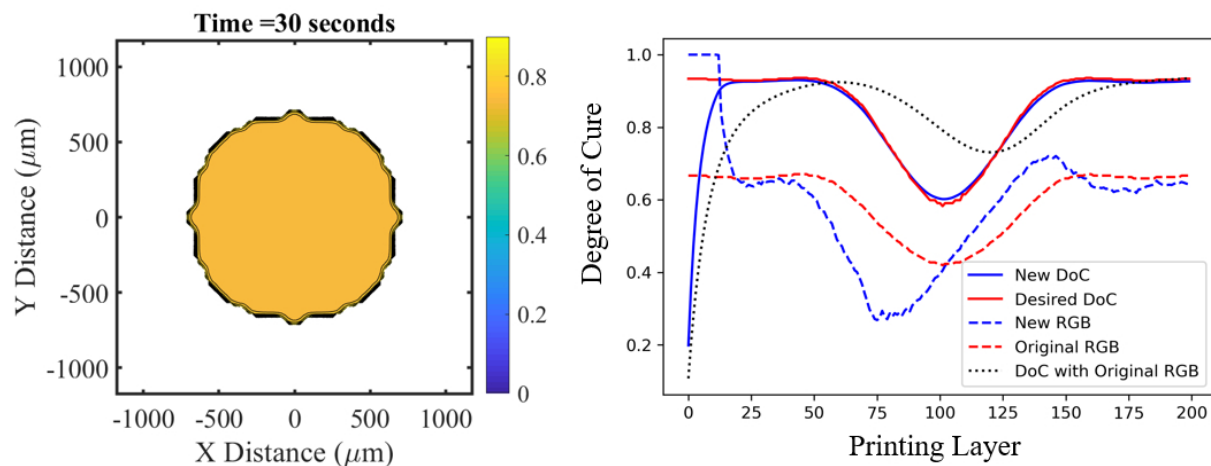 Time =30 seconds
Y Distance (μm)
1000
500
0
-500
-1000
-1000 -500 0 500 1000
X Distance (μm)
0.8
0.6
0.4
0.2
0
Degree of Cure
1.0
0.8
0.6
0.4
0.2
0 25 50 75 100 125 150 175 200
Printing Layer
New DoC
Desired DoC
New RGB
Original RGB
DoC with Original RGB